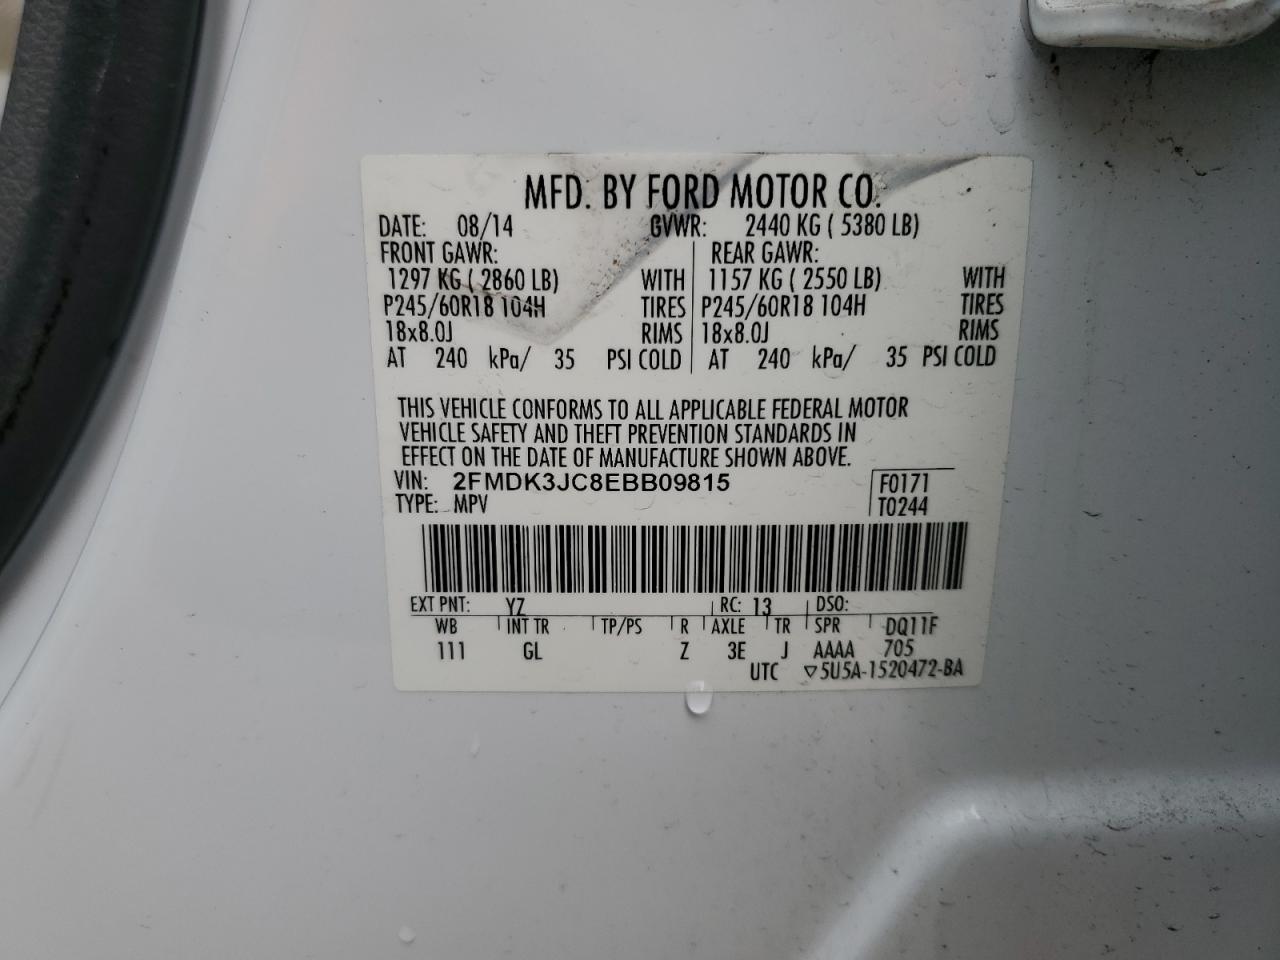 MFD. BY FORD MOTOR CO.
DATE: 08/14 GVWR: 2440 KG ( 5380 LB)
FRONT GAWR: REAR GAWR:
1297 KG ( 2860 LB) WITH 1157 KG ( 2550 LB) WITH
P245/60R18 104H TIRES P245/60R18 104H TIRES
18x8.0J RIMS 18x8.0J RIMS
AT 240 kPa/ 35 PSI COLD AT 240 kPa/ 35 PSI COLD
THIS VEHICLE CONFORMS TO ALL APPLICABLE FEDERAL MOTOR
VEHICLE SAFETY AND THEFT PREVENTION STANDARDS IN
EFFECT ON THE DATE OF MANUFACTURE SHOWN ABOVE.
VIN: 2FMDK3JC8EBB09815 F0171
TYPE: MPV T0244
EXT PNT: YZ RC: 13 DSO:
WB INT TR TP/PS R AXLE TR SPR DQ11F
111 GL Z 3E J AAAA 705
UTC ▽5U5A-1520472-BA